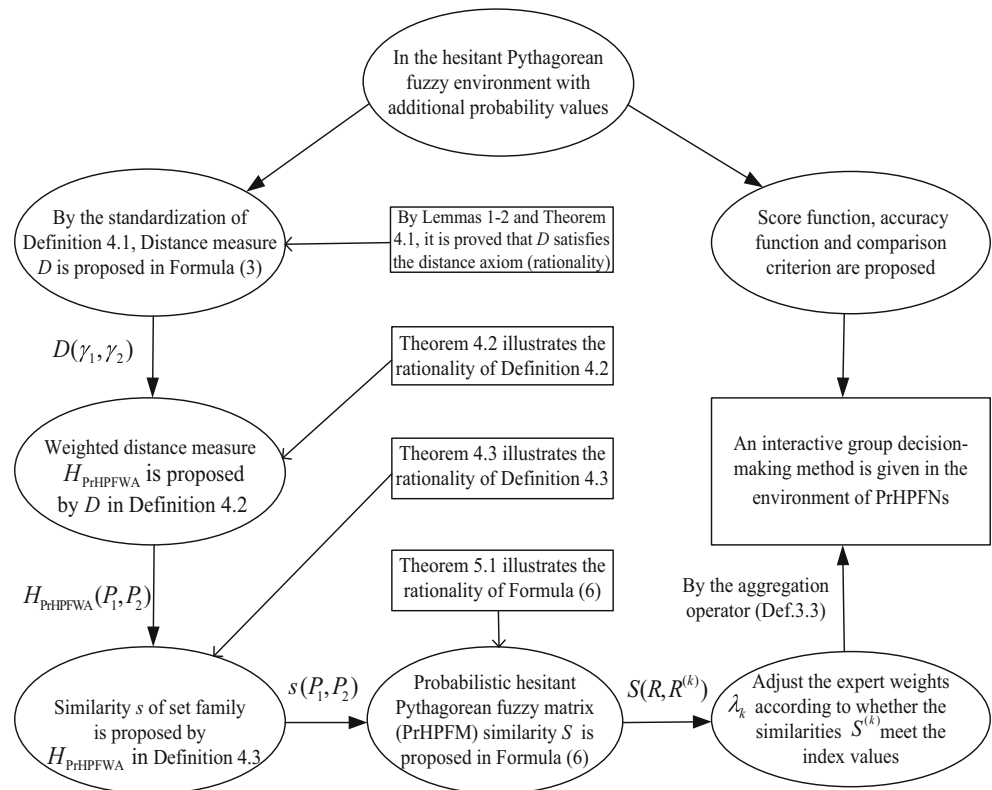 In the hesitant Pythagorean
fuzzy environment with
additional probability values
By the standardization of
Definition 4.1, Distance measure
D is proposed in Formula (3)
By Lemmas 1-2 and Theorem
4.1, it is proved that D satisfies
the distance axiom (rationality)
Score function, accuracy
function and comparison
criterion are proposed
D(γ₁, γ₂)
Theorem 4.2 illustrates the
rationality of Definition 4.2
Weighted distance measure
H_PrHPFWA is proposed
by D in Definition 4.2
Theorem 4.3 illustrates the
rationality of Definition 4.3
An interactive group decision-
making method is given in the
environment of PrHPFNs
H_PrHPFWA(P₁, P₂)
Theorem 5.1 illustrates the
rationality of Formula (6)
By the aggregation
operator (Def.3.3)
Similarity s of set family
is proposed by
H_PrHPFWA in Definition 4.3
s(P₁, P₂)
Probabilistic hesitant
Pythagorean fuzzy matrix
(PrHPFM) similarity S is
proposed in Formula (6)
S(R, R⁽ᵏ⁾)
Adjust the expert weights
λₖ according to whether the
similarities S⁽ᵏ⁾ meet the
index values